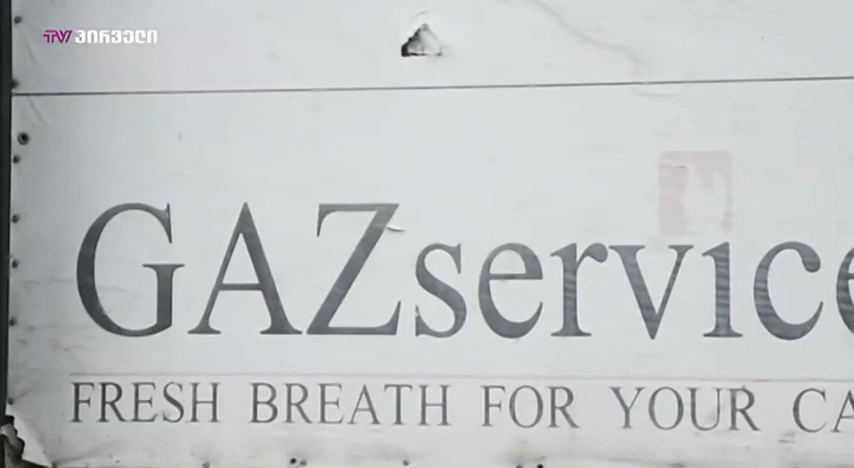 TV ᲞᲘᲠᲕᲔᲚᲘ
GAZservice
FRESH BREATH FOR YOUR